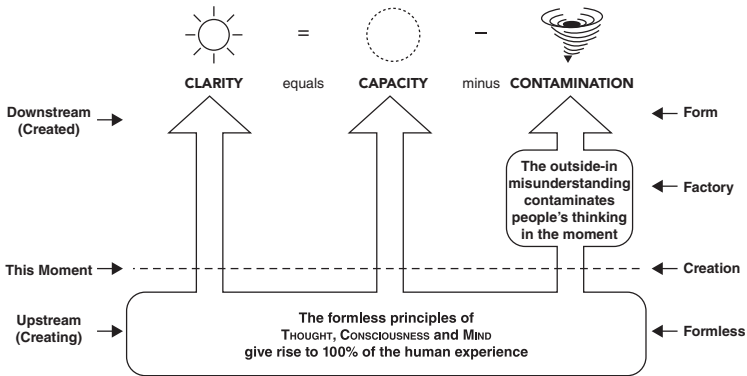 = −
CLARITY equals CAPACITY minus CONTAMINATION
Downstream
(Created)
Form
The outside-in
misunderstanding
contaminates
people's thinking
in the moment
Factory
This Moment
Creation
Upstream
(Creating)
The formless principles of
THOUGHT, CONSCIOUSNESS and MIND
give rise to 100% of the human experience
Formless